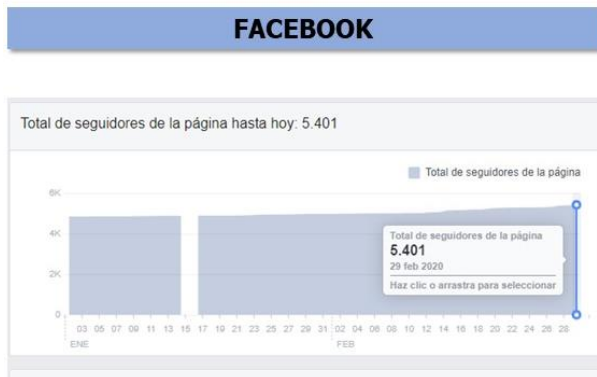 FACEBOOK
Total de seguidores de la página hasta hoy: 5.401
Total de seguidores de la página
6K
4K
2K
0
Total de seguidores de la página
5.401
29 feb 2020
Haz clic o arrastra para seleccionar
03 05 07 09 11 13 15 17 19 21 23 25 27 29 31 02 04 06 08 10 12 14 16 18 20 22 24 26 28
ENE FEB